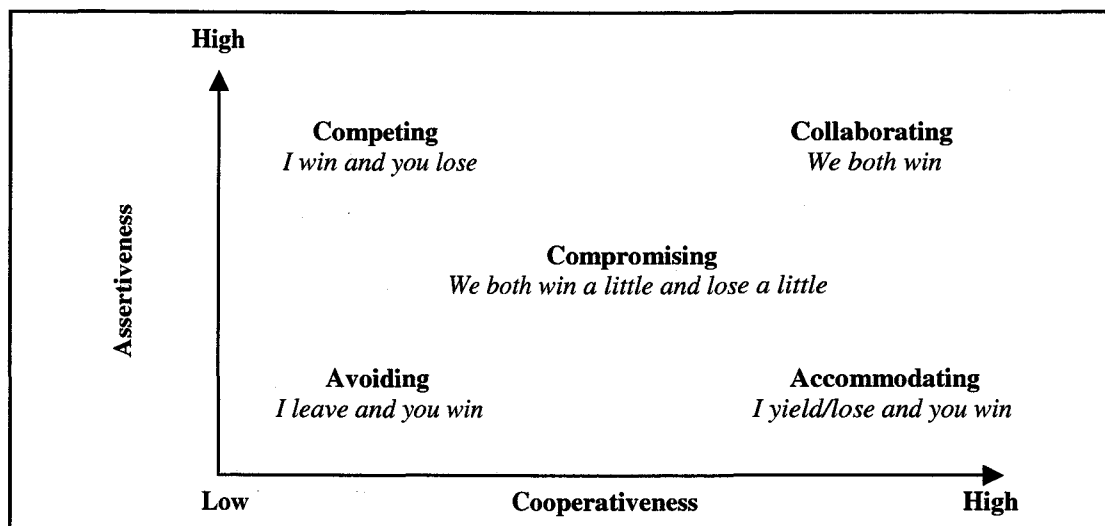 High
Competing
I win and you lose
Collaborating
We both win
Assertiveness
Compromising
We both win a little and lose a little
Avoiding
I leave and you win
Accommodating
I yield/lose and you win
Low
Cooperativeness
High